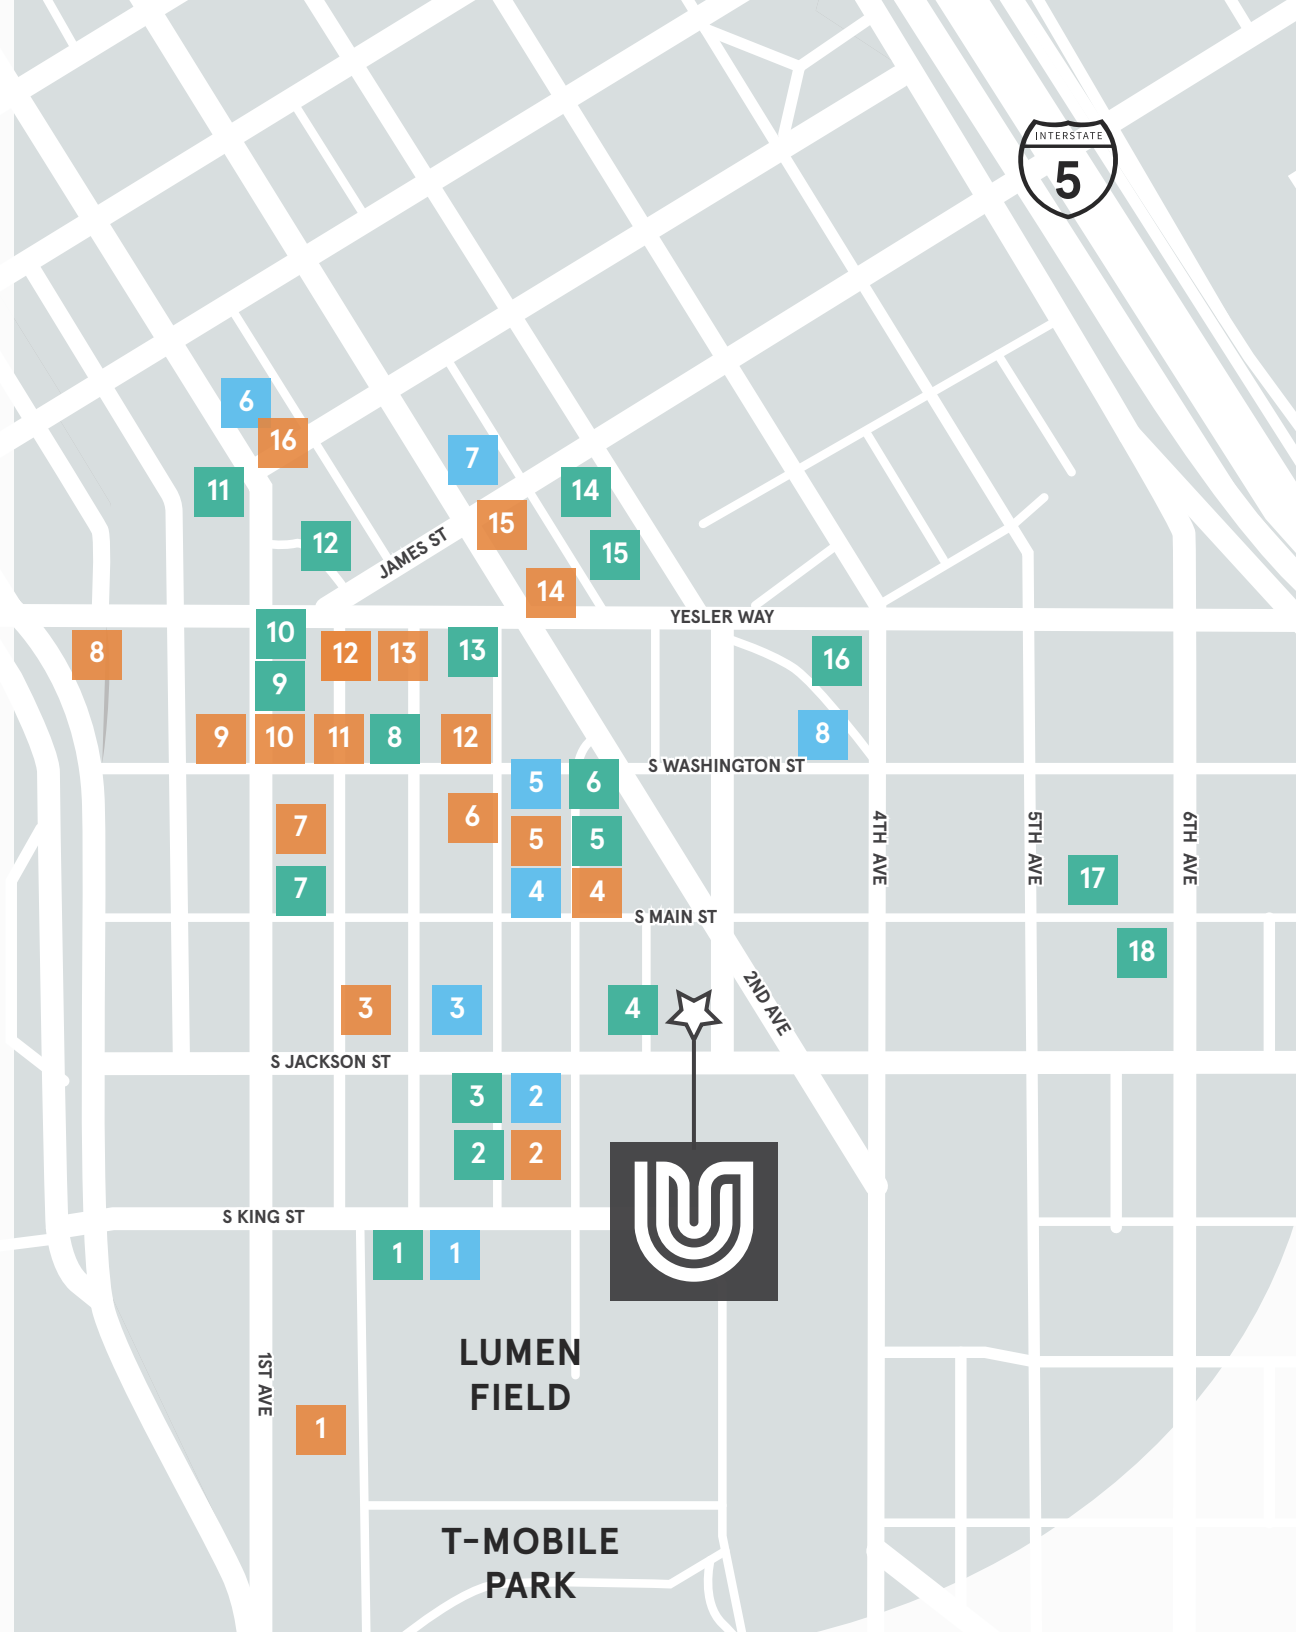 INTERSTATE
5
6
16
7
11
14
15
12
15
JAMES ST
14
YESLER WAY
10
8
12
13
13
16
9
9
10
11
8
12
8
S WASHINGTON ST
5
6
7
6
5
5
4TH AVE
5TH AVE
6TH AVE
7
4
4
17
S MAIN ST
18
3
3
4
2ND AVE
S JACKSON ST
3
2
2
2
S KING ST
1
1
LUMEN
FIELD
1ST AVE
1
T-MOBILE
PARK